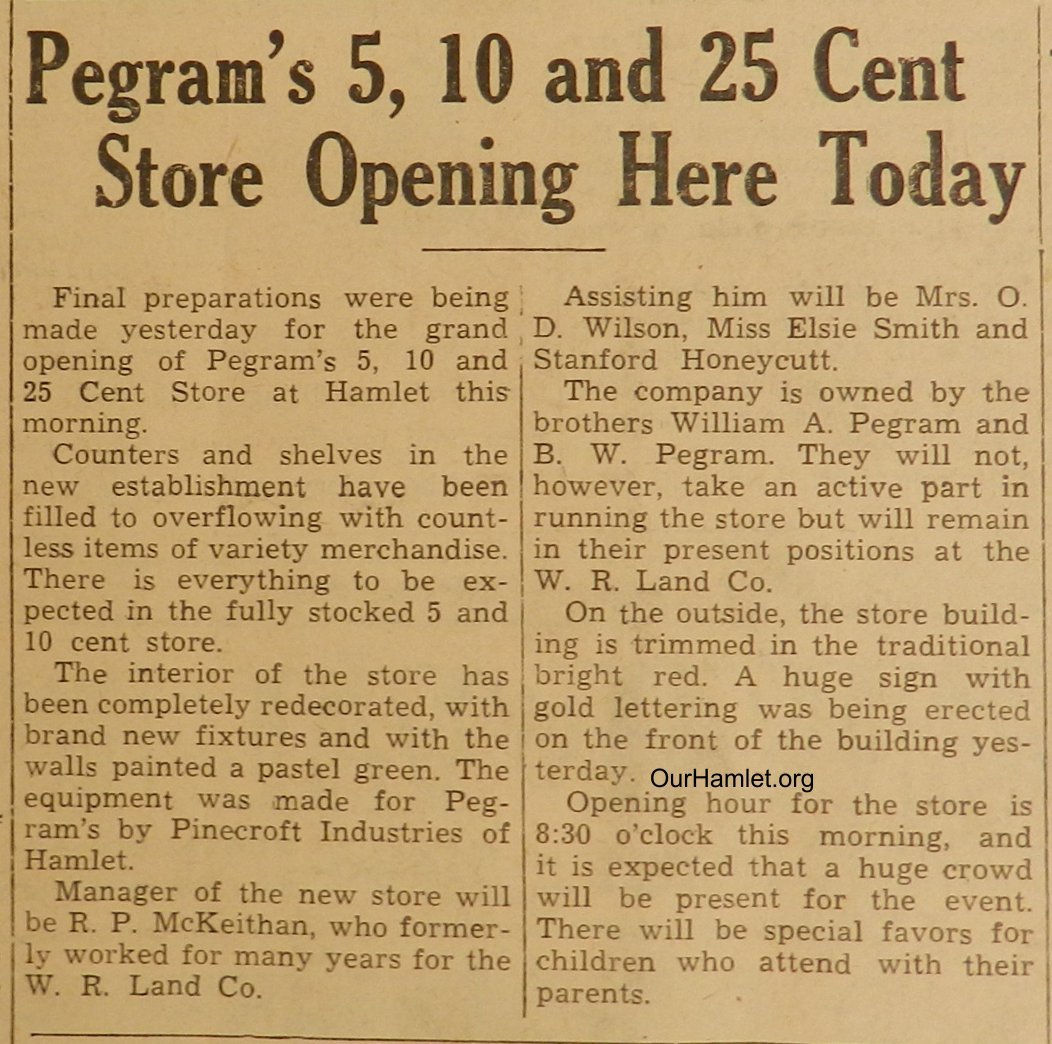 Pegram's 5, 10 and 25 Cent
Store Opening Here Today
Final preparations were being
made yesterday for the grand
opening of Pegram's 5, 10 and
25 Cent Store at Hamlet this
morning.
Counters and shelves in the
new establishment have been
filled to overflowing with count-
less items of variety merchandise.
There is everything to be ex-
pected in the fully stocked 5 and
10 cent store.
The interior of the store has
been completely redecorated, with
brand new fixtures and with the
walls painted a pastel green. The
equipment was made for Peg-
ram's by Pinecroft Industries of
Hamlet.
Manager of the new store will
be R. P. McKeithan, who former-
ly worked for many years for the
W. R. Land Co.
Assisting him will be Mrs. O.
D. Wilson, Miss Elsie Smith and
Stanford Honeycutt.
The company is owned by the
brothers William A. Pegram and
B. W. Pegram. They will not,
however, take an active part in
running the store but will remain
in their present positions at the
W. R. Land Co.
On the outside, the store build-
ing is trimmed in the traditional
bright red. A huge sign with
gold lettering was being erected
on the front of the building yes-
terday. OurHamlet.org
Opening hour for the store is
8:30 o'clock this morning, and
it is expected that a huge crowd
will be present for the event.
There will be special favors for
children who attend with their
parents.